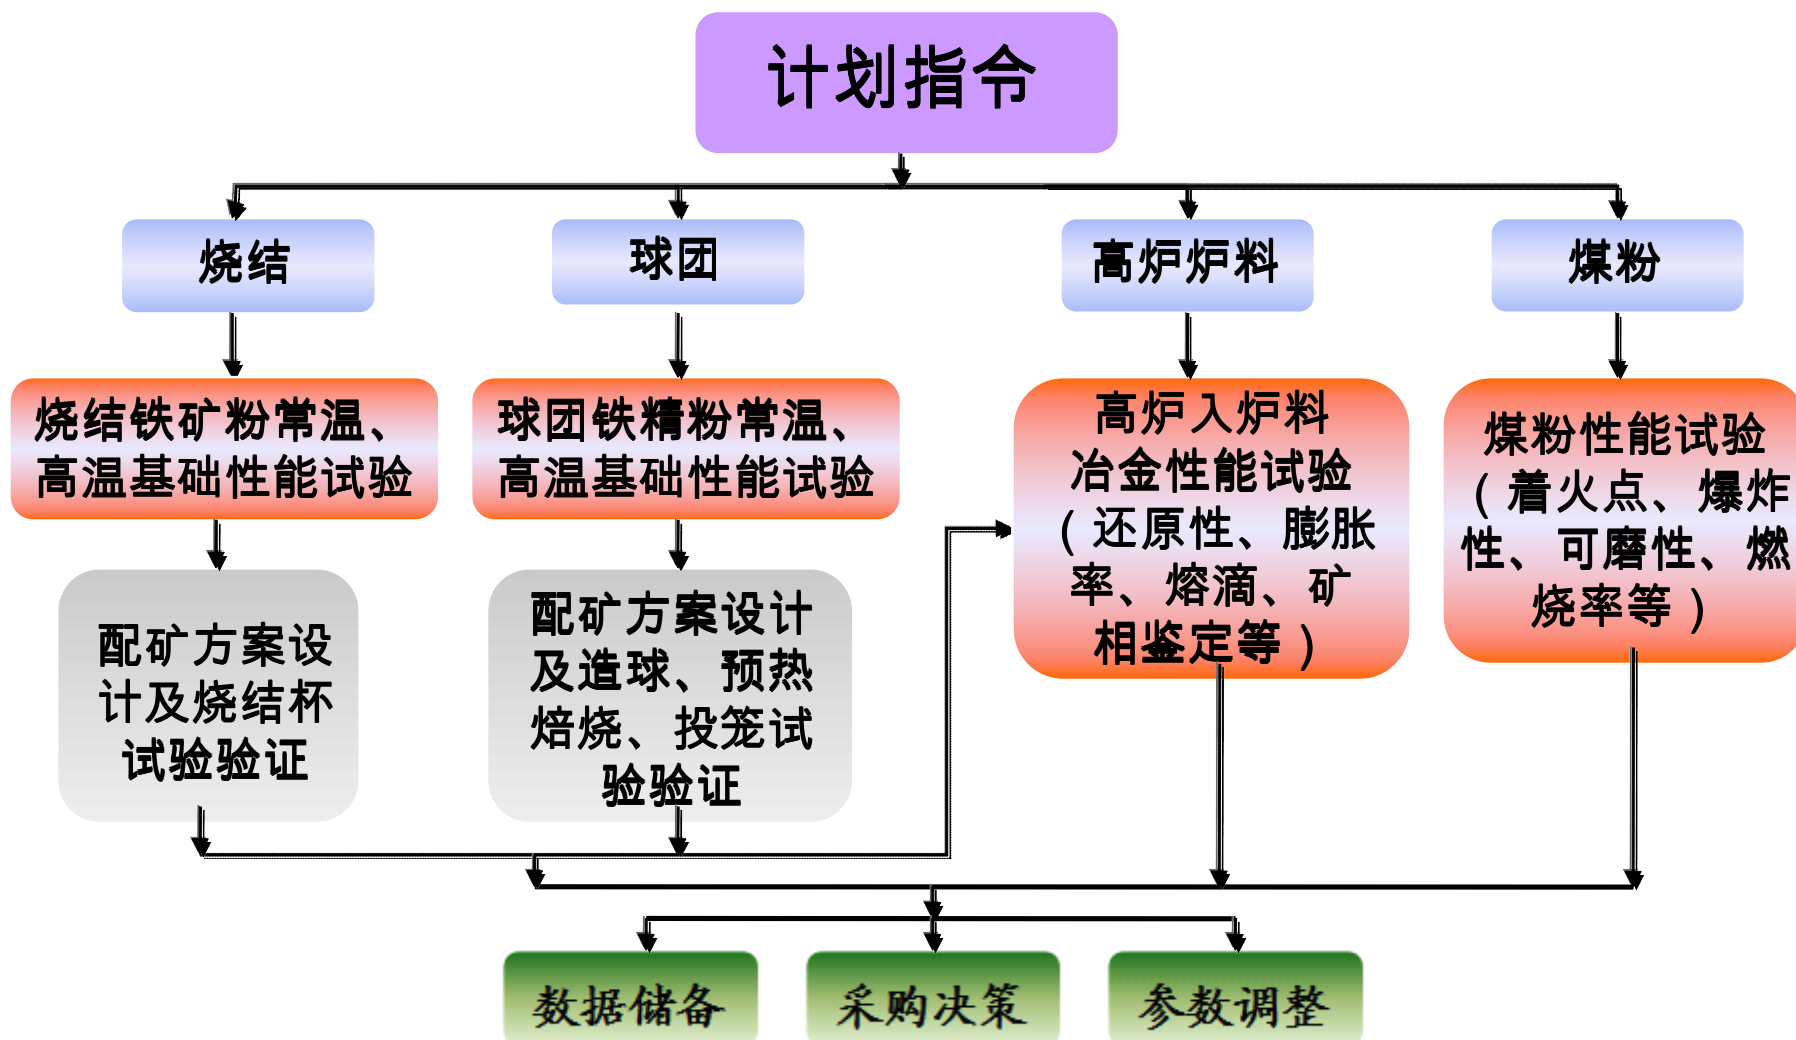 计划指令
烧结
球团
高炉炉料
煤粉
烧结铁矿粉常温、
高温基础性能试验
球团铁精粉常温、
高温基础性能试验
高炉入炉料
冶金性能试验
（还原性、膨胀
率、熔滴、矿
相鉴定等）
煤粉性能试验
（着火点、爆炸
性、可磨性、燃
烧率等）
配矿方案设
计及烧结杯
试验验证
配矿方案设计
及造球、预热
焙烧、投笼试
验验证
数据储备
采购决策
参数调整